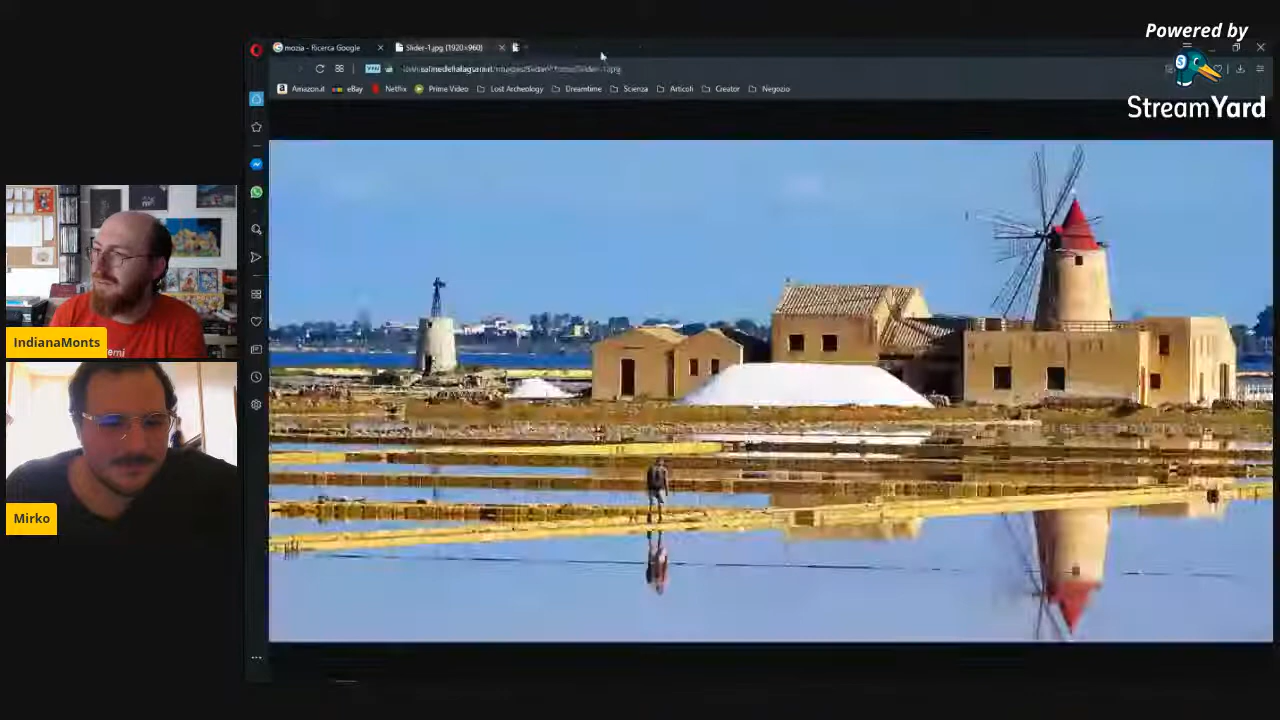 Powered by
StreamYard
mozia - Ricerca Google
Slider-1.jpg (1920×960)
VPN
Amazon.it eBay Netflix Prime Video Lost Archeology Dreamtime Scienza Articoli Creator Negozio
IndianaMonts
Mirko